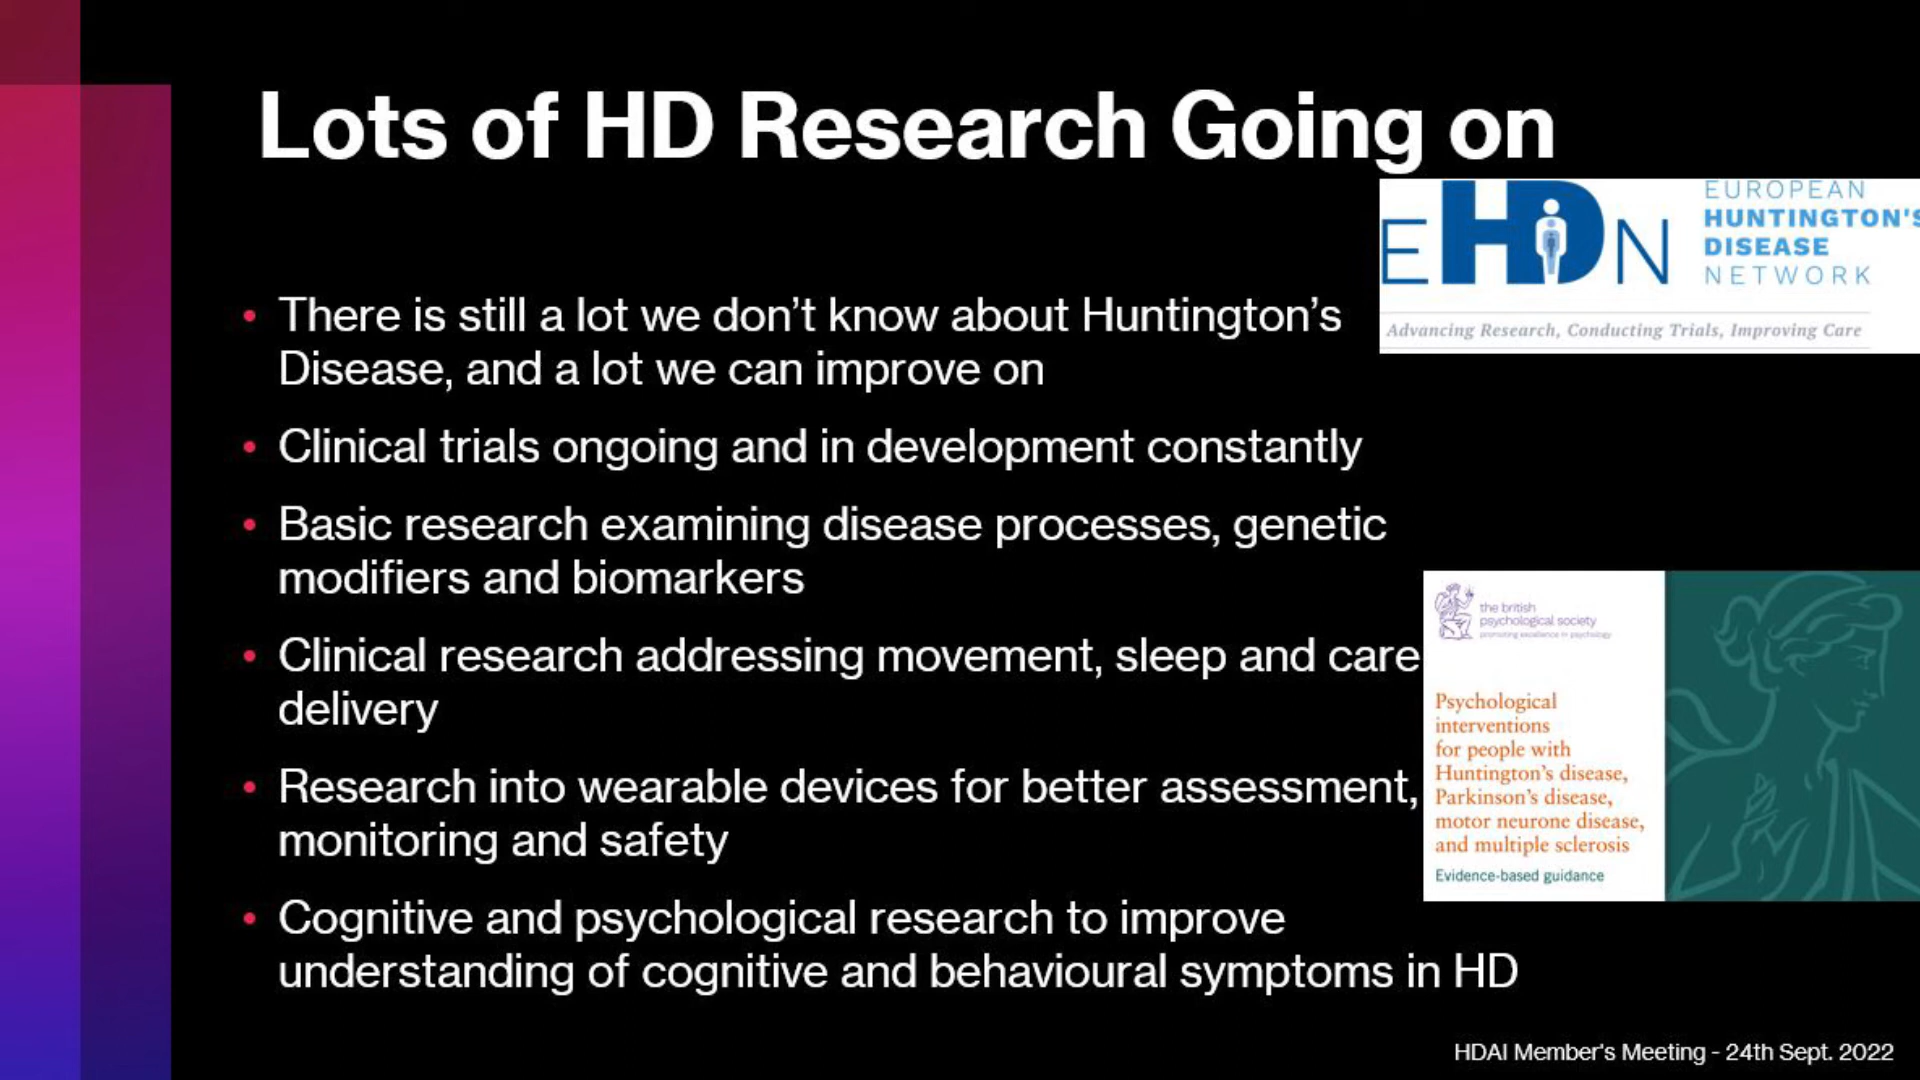 Lots of HD Research Going on
EHDN
EUROPEAN
HUNTINGTON'S
DISEASE
NETWORK
Advancing Research, Conducting Trials, Improving Care
• There is still a lot we don't know about Huntington's
Disease, and a lot we can improve on
• Clinical trials ongoing and in development constantly
• Basic research examining disease processes, genetic
modifiers and biomarkers
• Clinical research addressing movement, sleep and care
delivery
• Research into wearable devices for better assessment,
monitoring and safety
• Cognitive and psychological research to improve
understanding of cognitive and behavioural symptoms in HD
the british
psychological society
promoting excellence in psychology
Psychological
interventions
for people with
Huntington's disease,
Parkinson's disease,
motor neurone disease,
and multiple sclerosis
Evidence-based guidance
HDAI Member's Meeting - 24th Sept. 2022